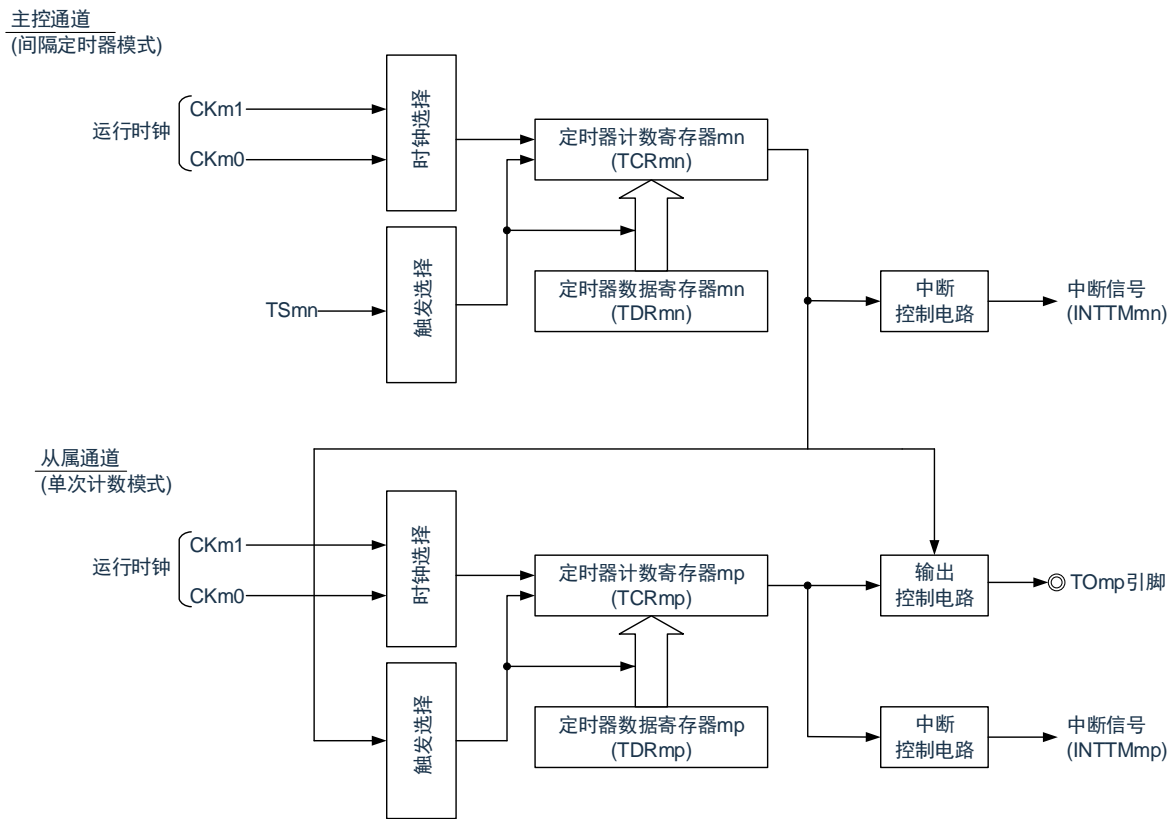 主控通道
(间隔定时器模式)
运行时钟
CKm1
CKm0
时钟选择
定时器计数寄存器mn
(TCRmn)
TSmn
触发选择
定时器数据寄存器mn
(TDRmn)
中断
控制电路
中断信号
(INTTMmn)
从属通道
(单次计数模式)
运行时钟
CKm1
CKm0
时钟选择
定时器计数寄存器mp
(TCRmp)
输出
控制电路
TOmp引脚
触发选择
定时器数据寄存器mp
(TDRmp)
中断
控制电路
中断信号
(INTTMmp)